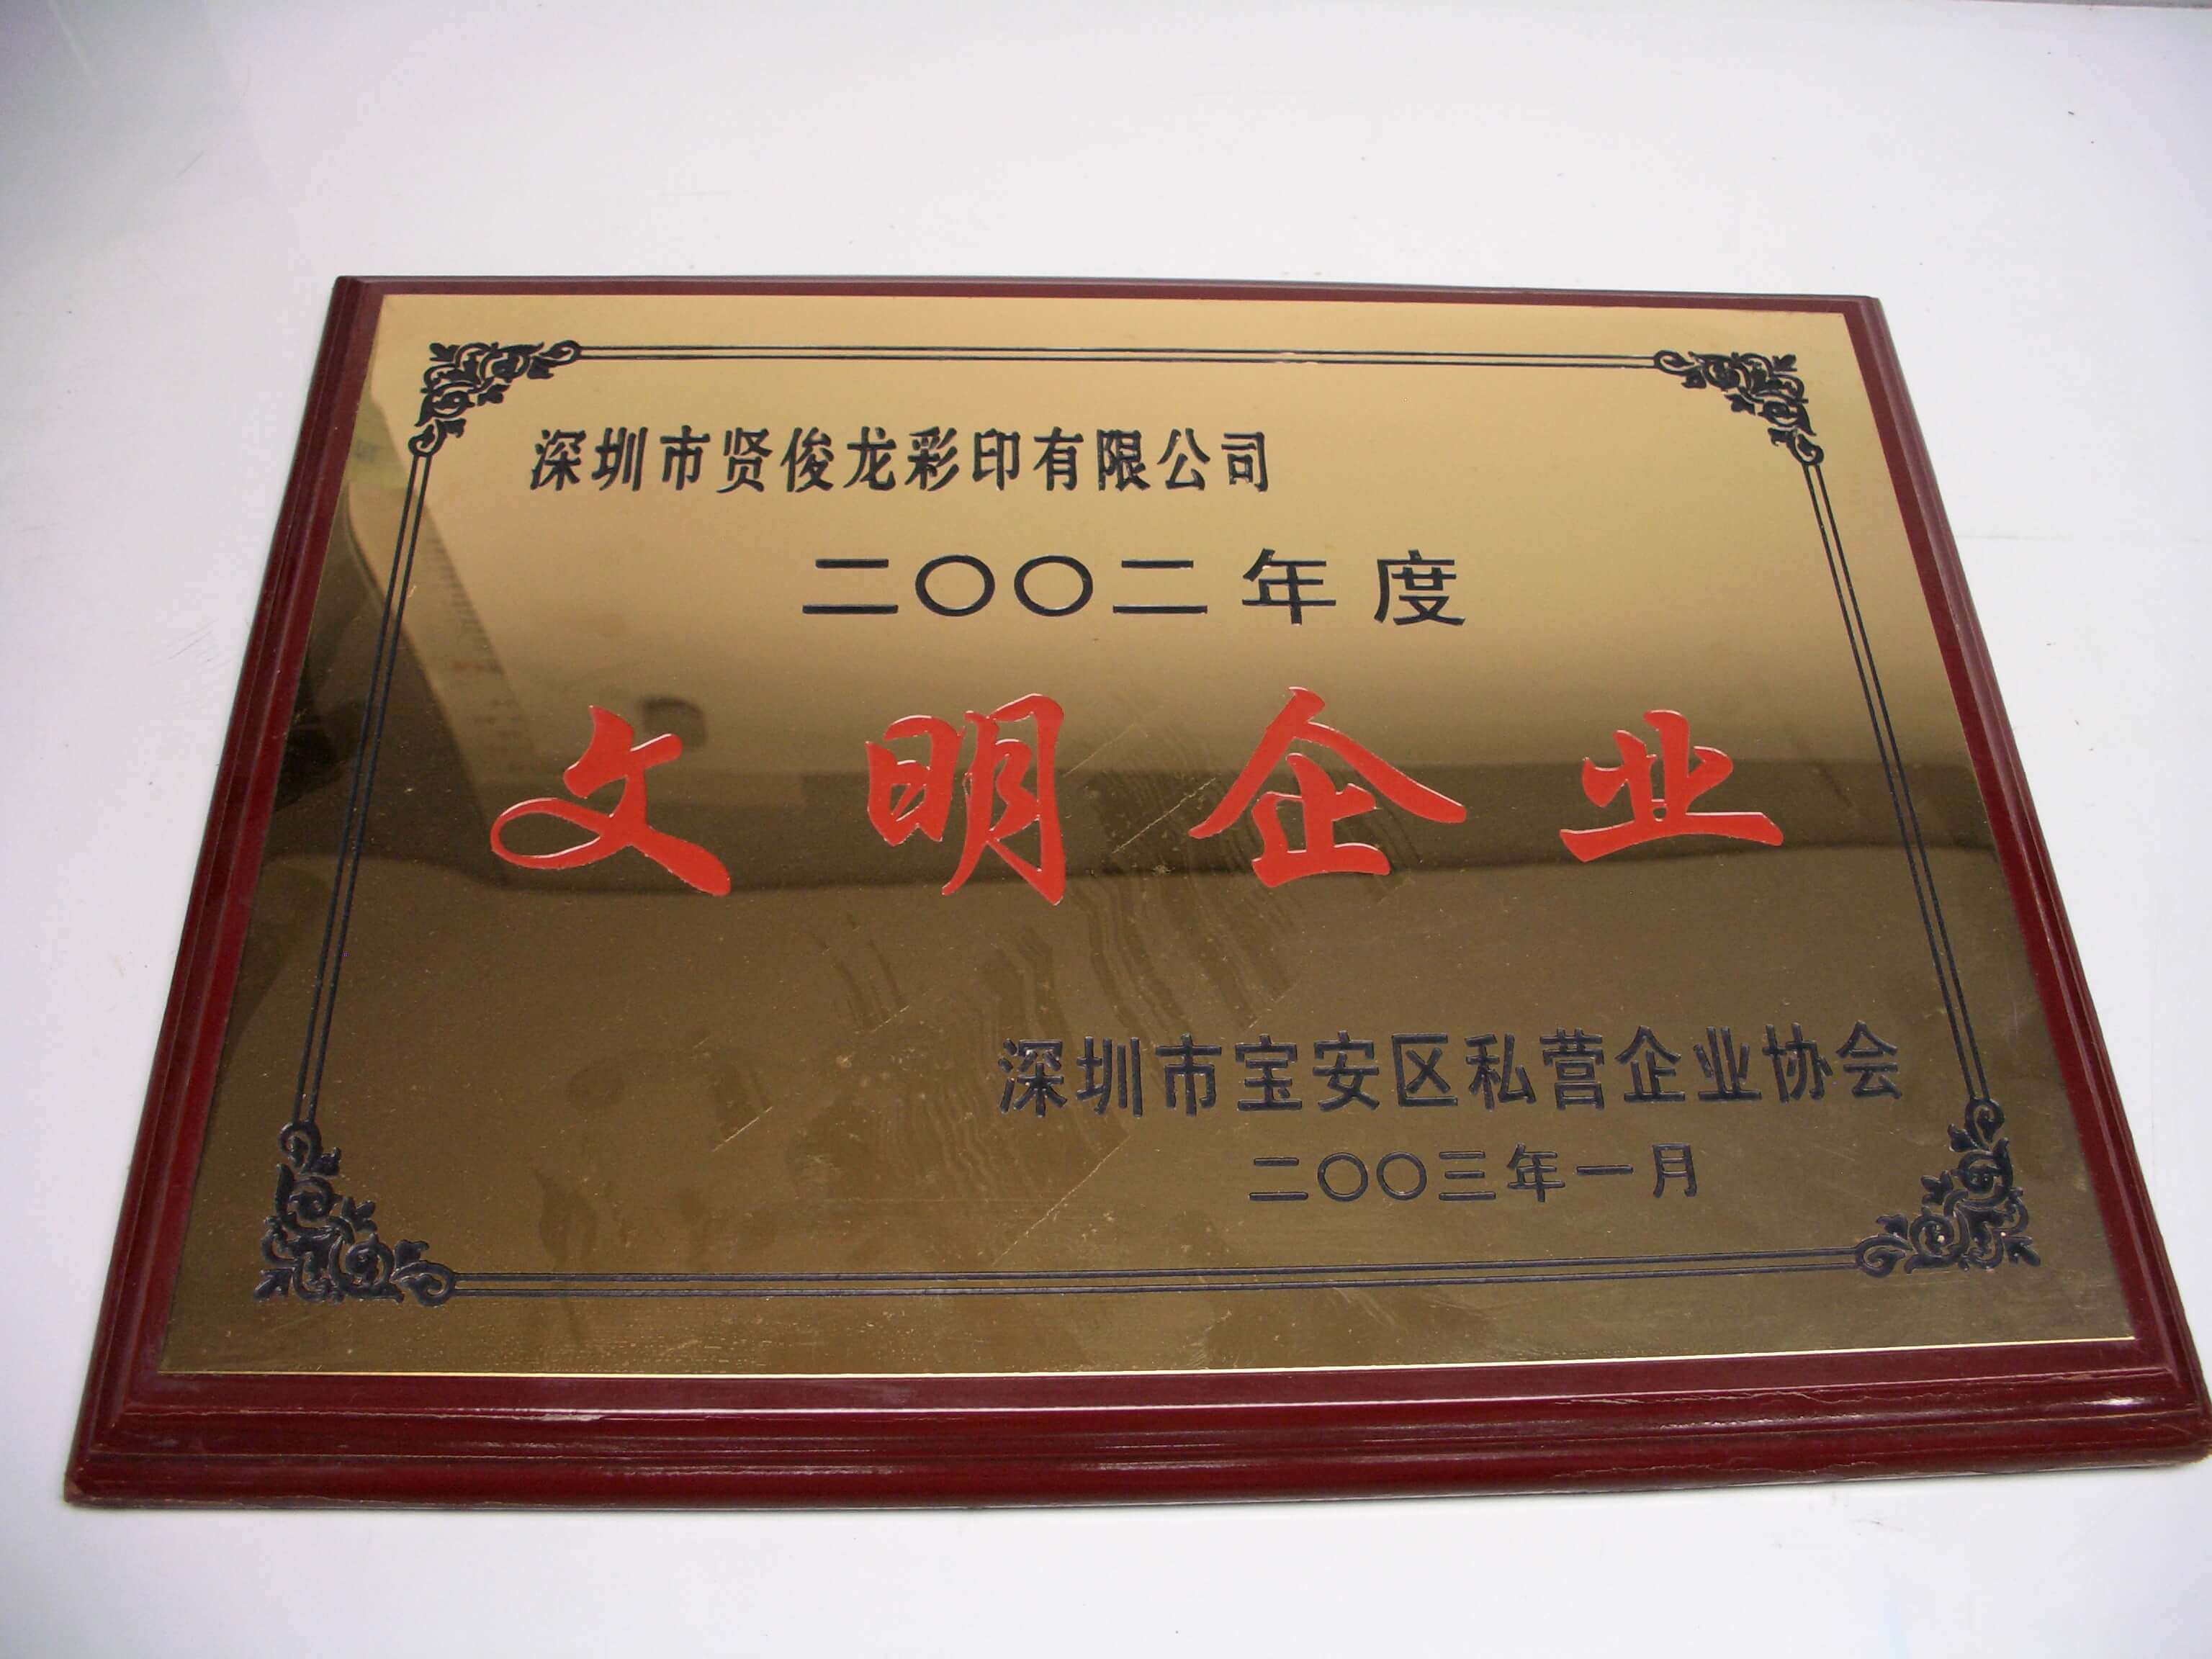 深圳市贤俊龙彩印有限公司
二〇〇二年度
文明企业
深圳市宝安区私营企业协会
二〇〇三年一月